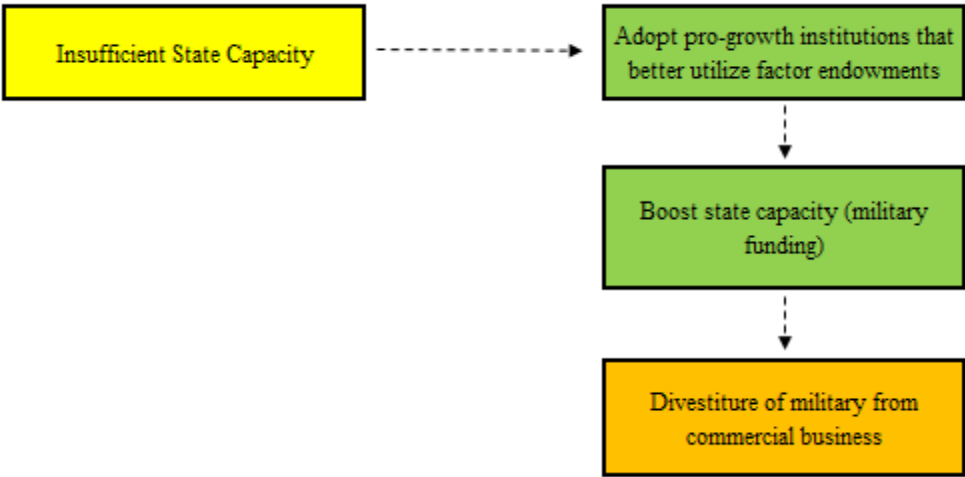 Insufficient State Capacity
Adopt pro-growth institutions that
better utilize factor endowments
Boost state capacity (military
funding)
Divestiture of military from
commercial business